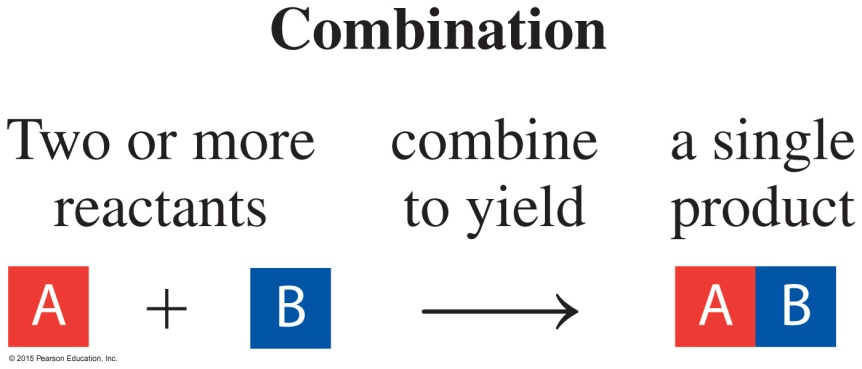 Combination
Two or more combine a single
reactants to yield product
A + B → A B
© 2015 Pearson Education, Inc.